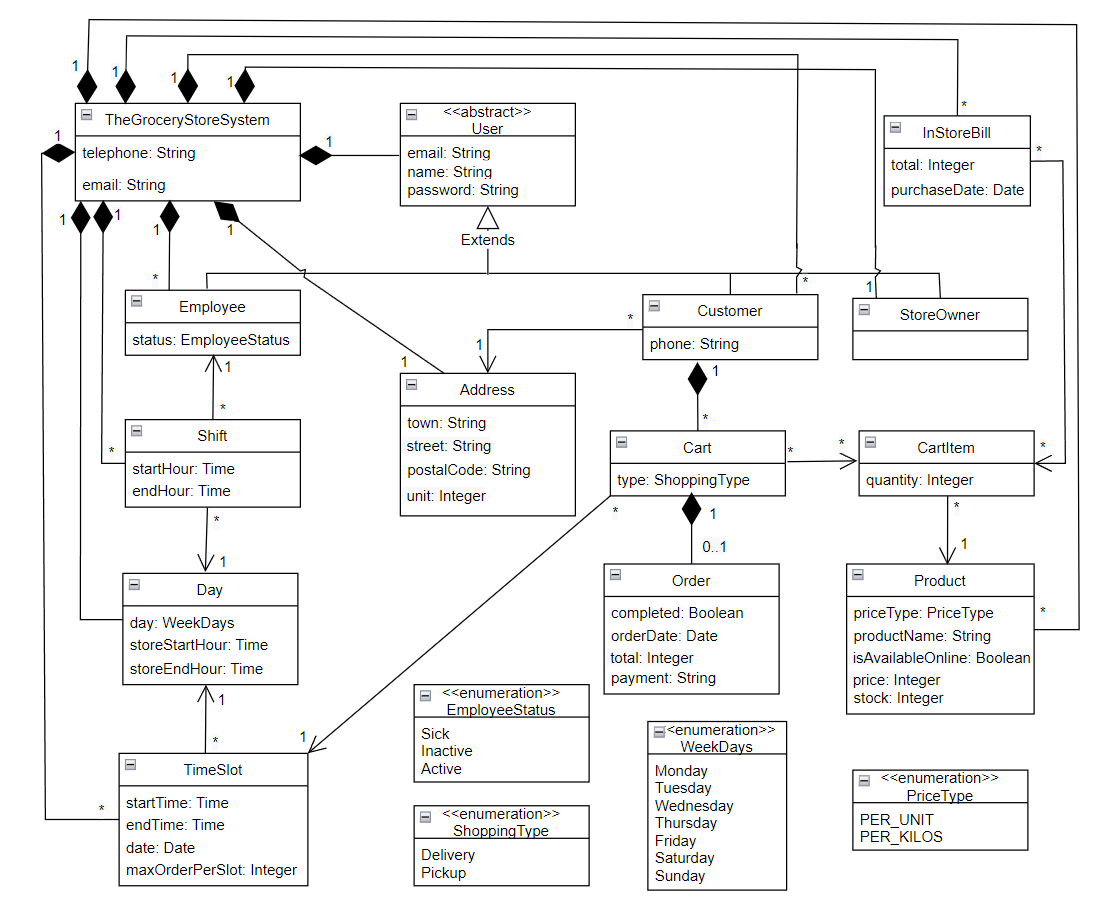 1
1
1
1
TheGroceryStoreSystem
telephone: String
email: String
1
1
<<abstract>>
User
email: String
name: String
password: String
*
InStoreBill
total: Integer
purchaseDate: Date
*
1
1
1
1
Extends
*
Employee
status: EmployeeStatus
*
Customer
phone: String
1
StoreOwner
*
1
1
1
Address
town: String
street: String
postalCode: String
unit: Integer
1
*
*
Shift
startHour: Time
endHour: Time
*
Cart
type: ShoppingType
*
*
*
CartItem
quantity: Integer
*
1
*
*
1
0..1
1
Day
day: WeekDays
storeStartHour: Time
storeEndHour: Time
Order
completed: Boolean
orderDate: Date
total: Integer
payment: String
1
Product
priceType: PriceType
productName: String
isAvailableOnline: Boolean
price: Integer
stock: Integer
*
1
*
1
*
TimeSlot
startTime: Time
endTime: Time
date: Date
maxOrderPerSlot: Integer
<<enumeration>>
EmployeeStatus
Sick
Inactive
Active
<<enumeration>>
ShoppingType
Delivery
Pickup
<enumeration>>
WeekDays
Monday
Tuesday
Wednesday
Thursday
Friday
Saturday
Sunday
<<enumeration>>
PriceType
PER_UNIT
PER_KILOS